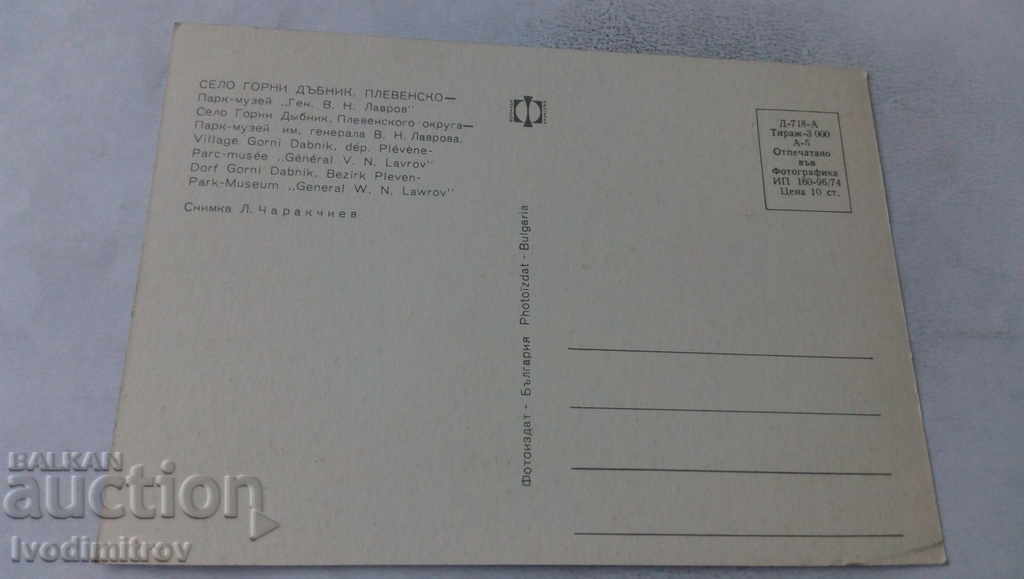 СЕЛО ГОРНИ ДЪБНИК, ПЛЕВЕНСКО—
Парк-музей „Ген. В. Н. Лавров"
Село Горни Дыбник, Плевенского округа—
Парк-музей им. генерала В. Н. Лаврова.
Village Gorni Dabnik, dép. Plévène-
Parc-musée „Général V. N. Lavrov"
Dorf Gorni Dabnik, Bezirk Pleven-
Park-Museum „General W. N. Lawrov"
Снимка Л. Чаракчиев
Фотоиздат - България Photoizdat - Bulgaria
Д-718-А
Тираж-3 000
А-5
Отпечатано
във
Фотографика
ИП 160-96/74
Цена 10 ст.
BALKAN
auction
Ivodimitrov